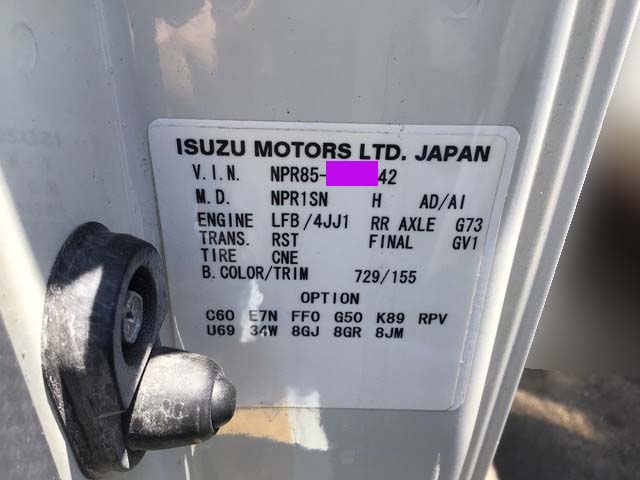 ISUZU MOTORS LTD. JAPAN
V.I.N. NPR85- 42
M.D. NPR1SN H AD/AI
ENGINE LFB/4JJ1 RR AXLE G73
TRANS. RST FINAL GV1
TIRE CNE
B.COLOR/TRIM 729/155
OPTION
C60 E7N FF0 G50 K89 RPV
U69 34W 8GJ 8GR 8JM